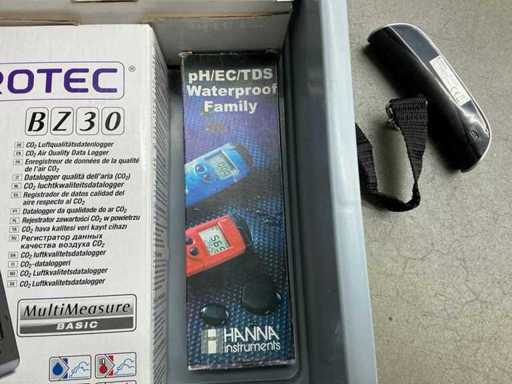 ROTEC®
BZ30
CO₂ Luftqualitätsdatenlogger
CO₂ Air Quality Data Logger
Enregistreur de données de la qualité
de l'air CO₂
Datalogger qualità dell'aria (CO₂)
CO₂ luchtkwaliteitsdatalogger
Registrador de datos calidad del
aire respecto al CO₂
Datalogger da qualidade do ar CO₂
Rejestrator zawartości CO₂ w powietrzu
CO₂ hava kalitesi veri kayıt cihazı
Регистратор данных
качества воздуха CO₂
CO₂ luftkvalitetsdatalogger
CO₂-dataloggeri
CO₂ Luftkvalitetsdatalogger
CO₂ Luftkvalitetsdatalogger
MultiMeasure
BASIC
pH/EC/TDS
Waterproof
Family
HANNA
instruments